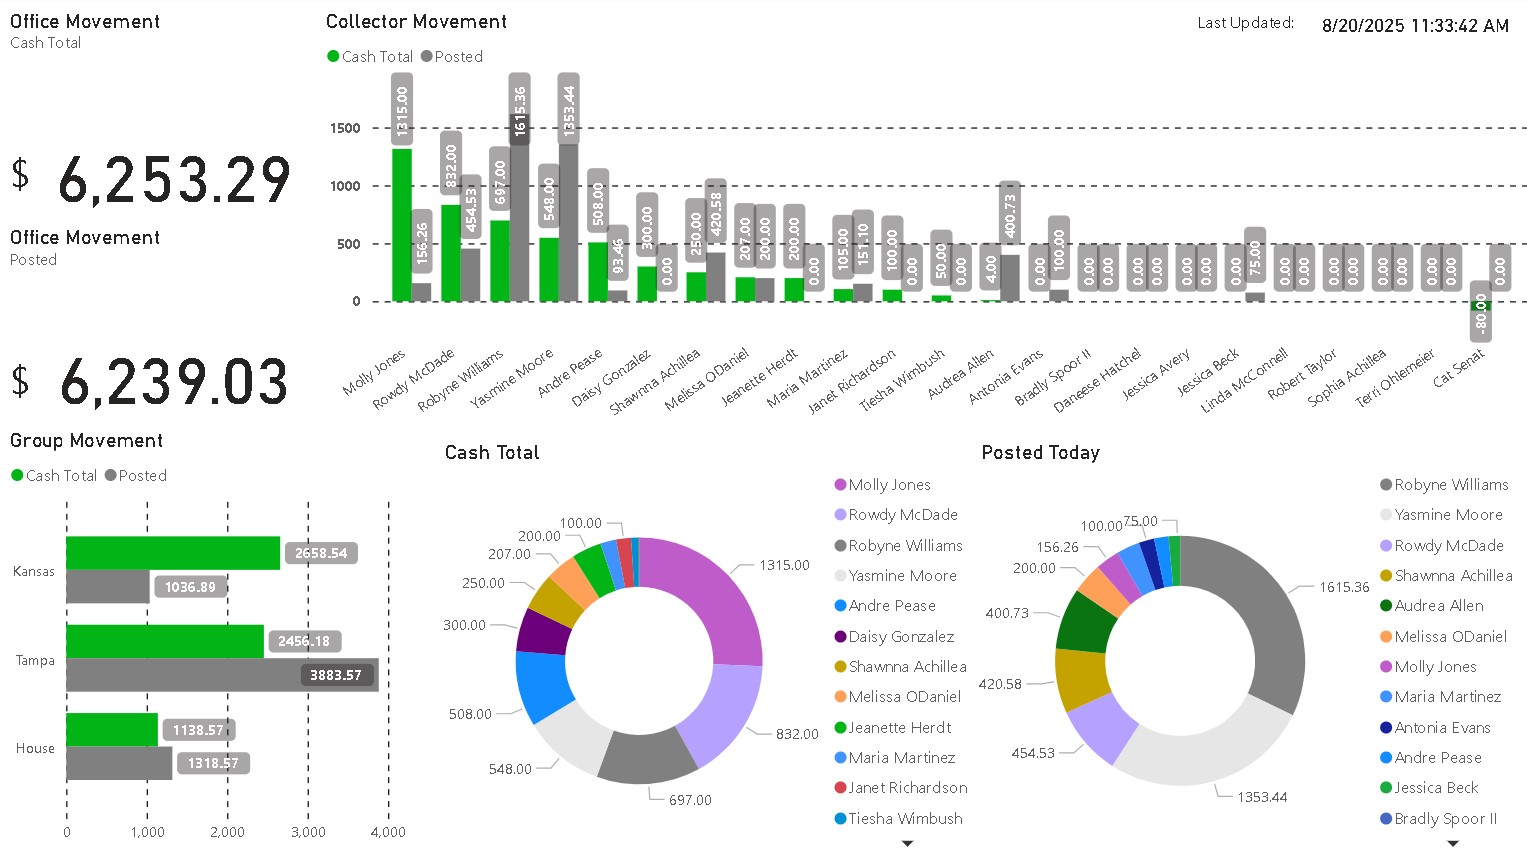 Office Movement
Cash Total
$ 6,253.29
Office Movement
Posted
$ 6,239.03
Collector Movement
Last Updated: 8/20/2025 11:33:42 AM
Cash Total Posted
1500
1000
500
0
1315.00
156.26
832.00
454.53
697.00
1615.36
548.00
1353.44
508.00
93.46
300.00
0.00
250.00
420.58
207.00
200.00
200.00
0.00
105.00
151.10
100.00
0.00
50.00
0.00
4.00
400.73
0.00
100.00
0.00
0.00
0.00
0.00
0.00
0.00
0.00
75.00
0.00
0.00
0.00
0.00
0.00
0.00
0.00
0.00
-80.00
0.00
Molly Jones
Rowdy McDade
Robyne Williams
Yasmine Moore
Andre Pease
Daisy Gonzalez
Shawnna Achillea
Melissa ODaniel
Jeanette Herdt
Maria Martinez
Janet Richardson
Tiesha Wimbush
Audrea Allen
Antonia Evans
Bradly Spoor II
Daneese Hatchel
Jessica Avery
Jessica Beck
Linda McConnell
Robert Taylor
Sophia Achillea
Terri Ohlemeier
Cat Senat
Group Movement
Cash Total Posted
Kansas
2658.54
1036.89
Tampa
2456.18
3883.57
House
1138.57
1318.57
0 1,000 2,000 3,000 4,000
Cash Total
100.00
200.00
207.00
250.00
300.00
508.00
548.00
697.00
832.00
1315.00
Molly Jones
Rowdy McDade
Robyne Williams
Yasmine Moore
Andre Pease
Daisy Gonzalez
Shawnna Achillea
Melissa ODaniel
Jeanette Herdt
Maria Martinez
Janet Richardson
Tiesha Wimbush
Posted Today
75.00
100.00
156.26
200.00
400.73
420.58
454.53
1353.44
1615.36
Robyne Williams
Yasmine Moore
Rowdy McDade
Shawnna Achillea
Audrea Allen
Melissa ODaniel
Molly Jones
Maria Martinez
Antonia Evans
Andre Pease
Jessica Beck
Bradly Spoor II